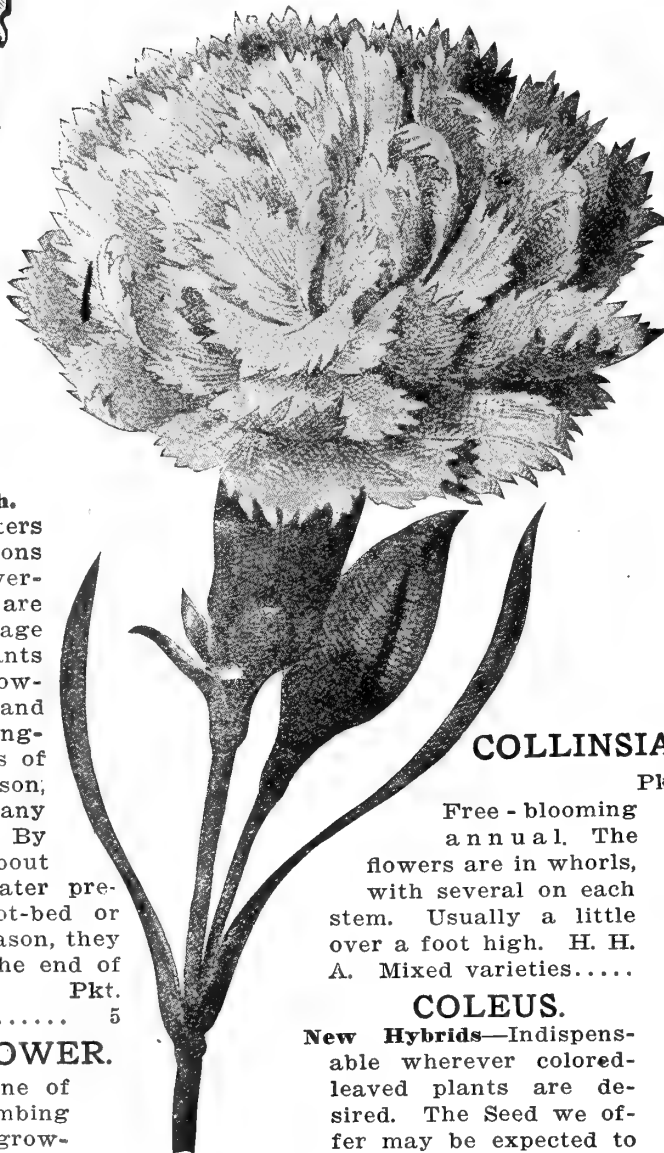 h.
ters
ons
ver-
are
age
ants
ow-
and
ng-
s of
son,
any
By
bout
ater pre-
ot-bed or
ason, they
he end of
Pkt.
...... 5
OWER.
ne of
mbing
grow-
COLLINSIA
Pk
Free-blooming
annual. The
flowers are in whorls,
with several on each
stem. Usually a little
over a foot high. H. H.
A. Mixed varieties.....
COLEUS.
New Hybrids—Indispens-
able wherever colored-
leaved plants are de-
sired. The Seed we of-
fer may be expected to